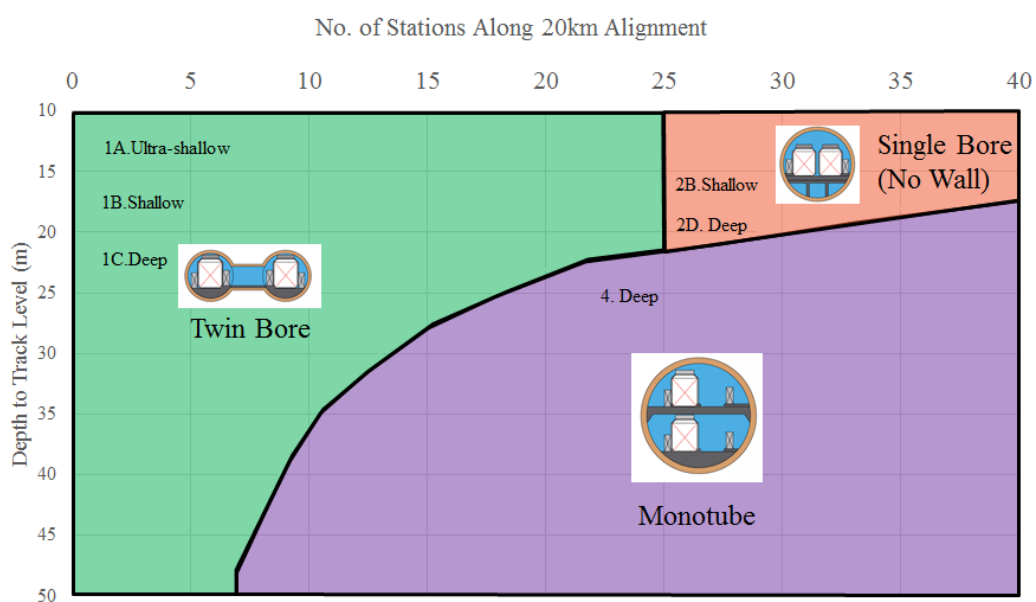 No. of Stations Along 20km Alignment
0 5 10 15 20 25 30 35 40
Depth to Track Level (m)
10
15
20
25
30
35
40
45
50
1A.Ultra-shallow
1B.Shallow
1C.Deep
Twin Bore
2B.Shallow
2D. Deep
Single Bore
(No Wall)
4. Deep
Monotube